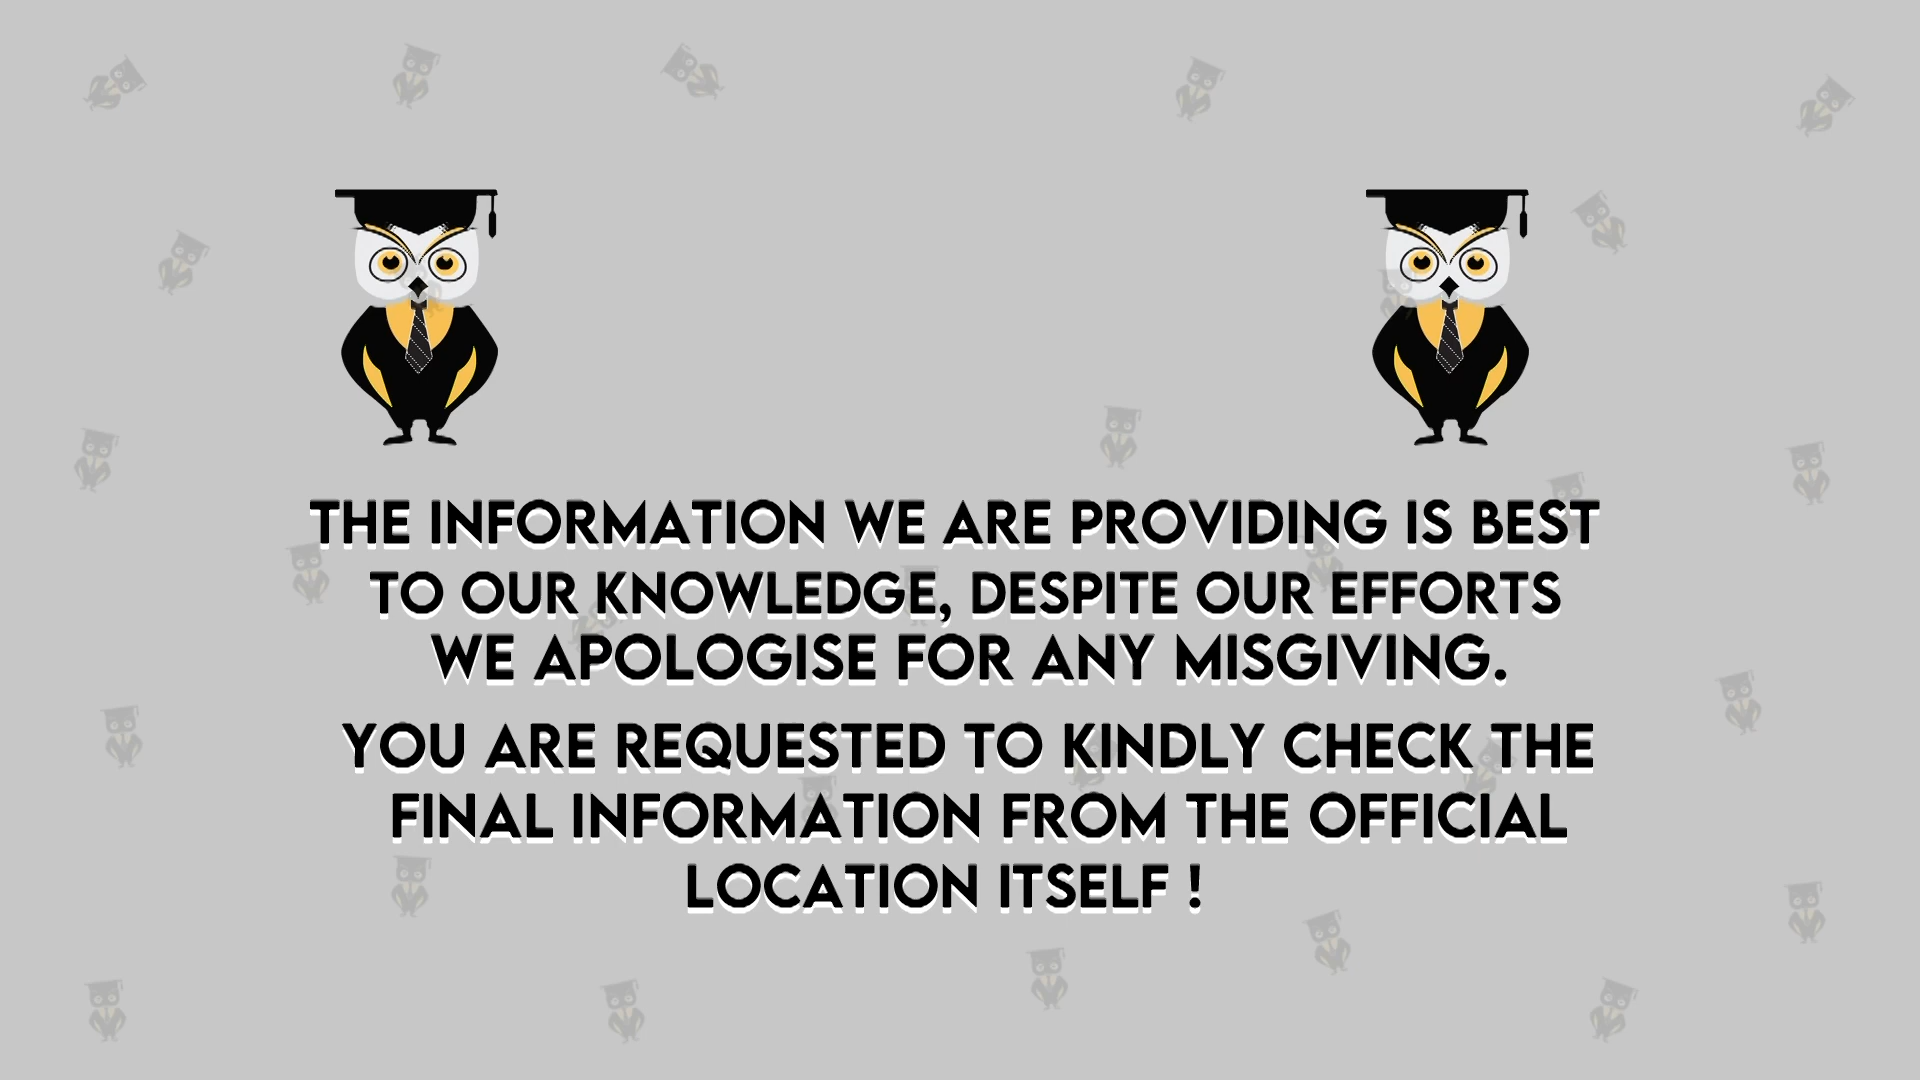 THE INFORMATION WE ARE PROVIDING IS BEST
TO OUR KNOWLEDGE, DESPITE OUR EFFORTS
WE APOLOGISE FOR ANY MISGIVING.
YOU ARE REQUESTED TO KINDLY CHECK THE
FINAL INFORMATION FROM THE OFFICIAL
LOCATION ITSELF !